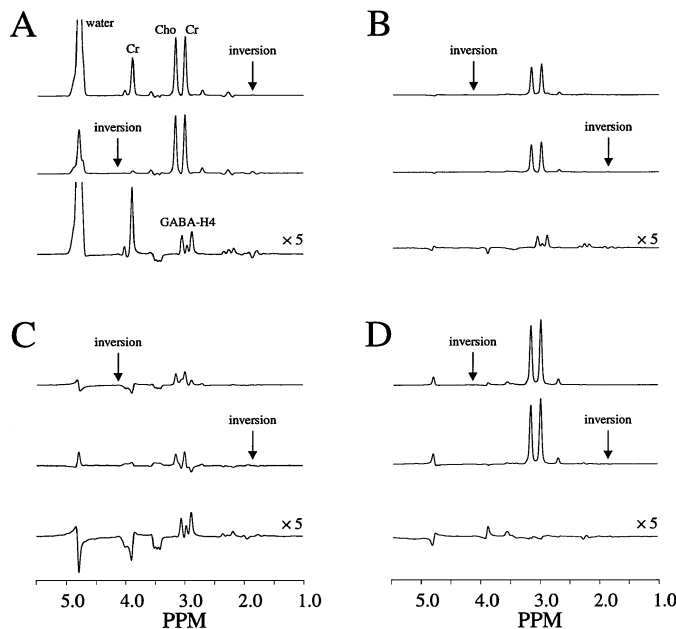 A
water
Cr
Cho
Cr
inversion
inversion
GABA-H4
× 5
B
inversion
inversion
× 5
C
inversion
inversion
× 5
5.0 4.0 3.0 2.0 1.0
PPM
D
inversion
inversion
× 5
5.0 4.0 3.0 2.0 1.0
PPM